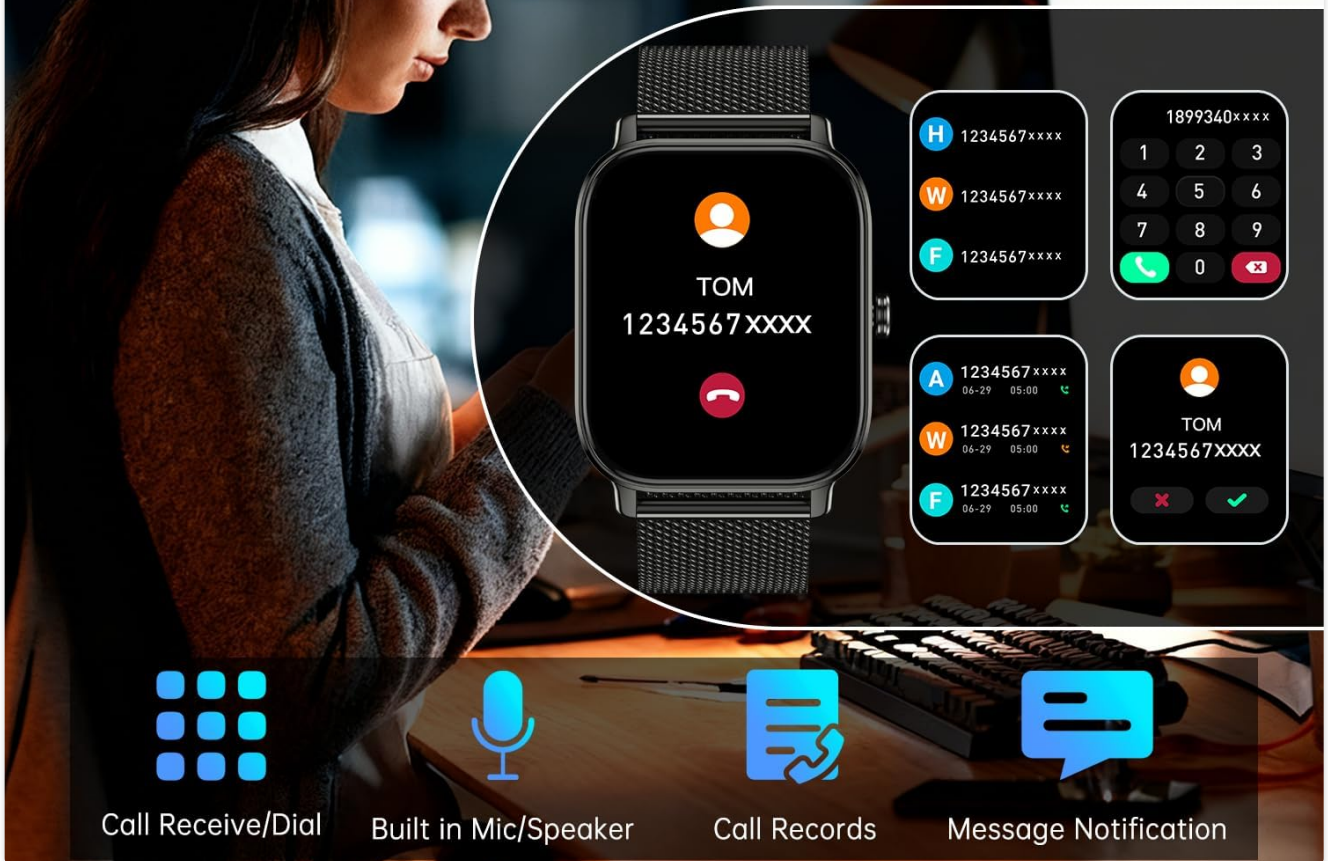 TOM
1234567XXXX
H 1234567xxxx
W 1234567xxxx
F 1234567xxxx
1899340xxxx
1 2 3
4 5 6
7 8 9
0
A 1234567xxxx
06-29 05:00
W 1234567xxxx
06-29 05:00
F 1234567xxxx
06-29 05:00
TOM
1234567XXXX
Call Receive/Dial
Built in Mic/Speaker
Call Records
Message Notification